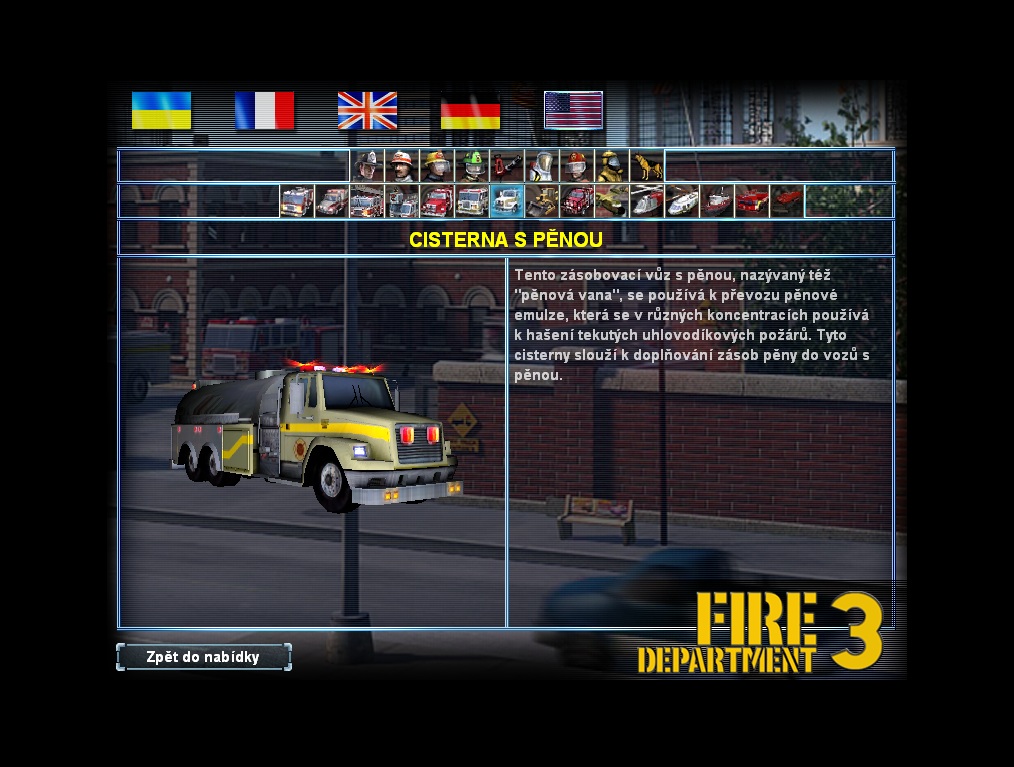 CISTERNA S PĚNOU
Tento zásobovací vůz s pěnou, nazývaný též
"pěnová vana", se používá k převozu pěnové
emulze, která se v různých koncentracích používá
k hašení tekutých uhlovodíkových požárů. Tyto
cisterny slouží k doplňování zásob pěny do vozů s
pěnou.
FIRE
DEPARTMENT 3
Zpět do nabídky